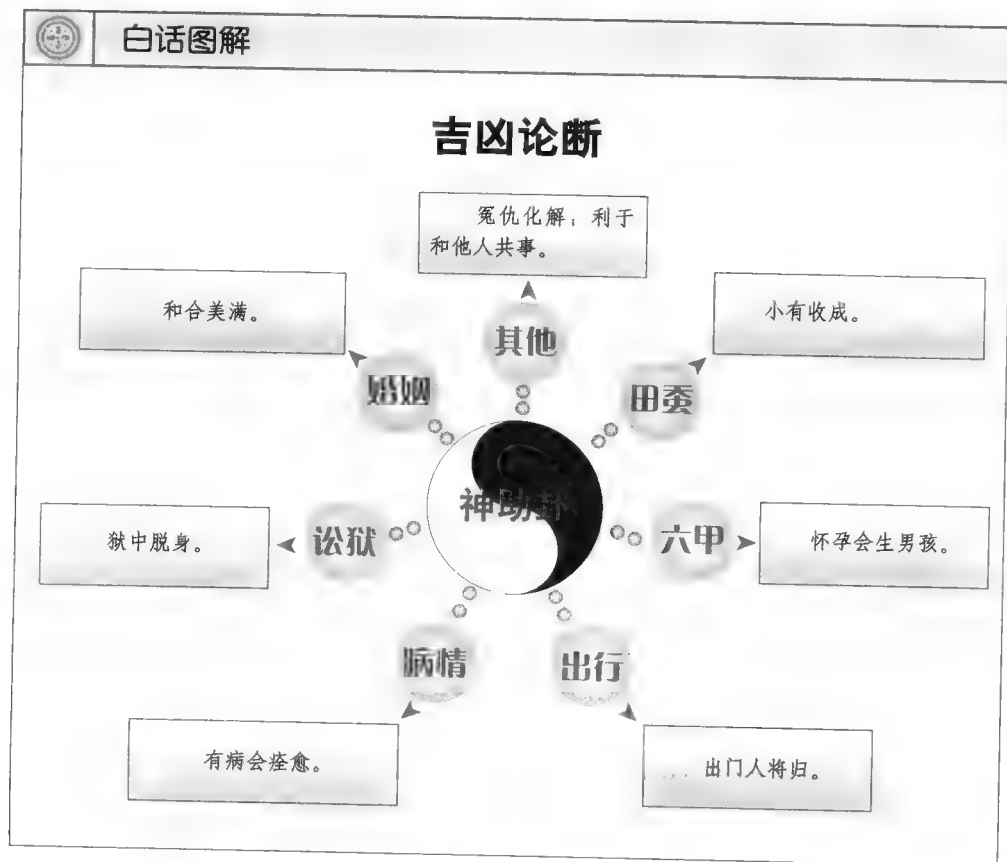 白话图解
吉凶论断
冤仇化解；利于
和他人共事。
和合美满。
小有收成。
其他
婚姻
田蚕
神助卦
狱中脱身。
讼狱
六甲
怀孕会生男孩。
病情
出行
有病会痊愈。
出门人将归。